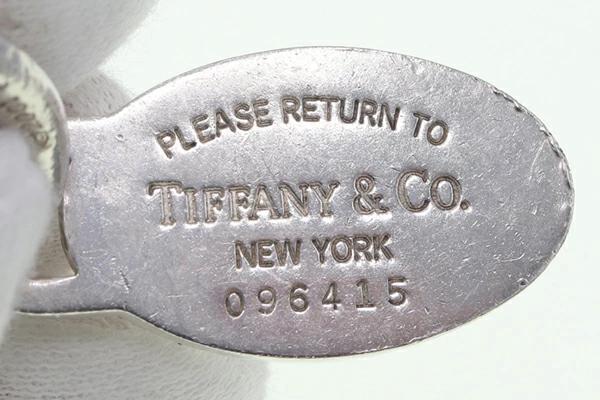 PLEASE RETURN TO
TIFFANY & CO.
NEW YORK
096415